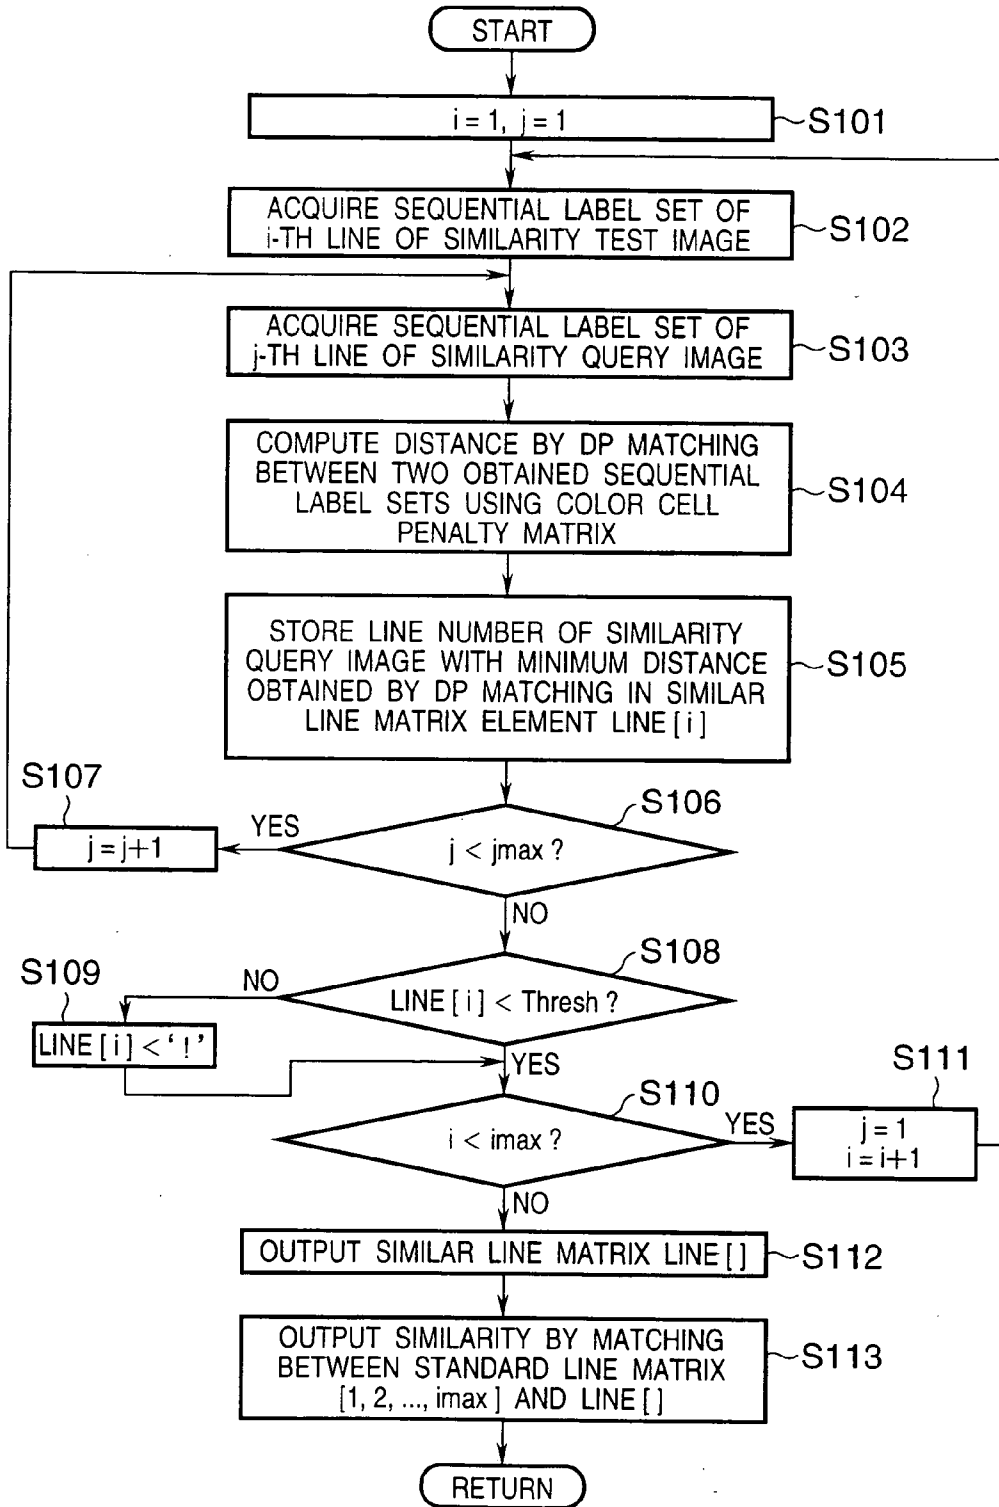 START
i = 1, j = 1
S101
ACQUIRE SEQUENTIAL LABEL SET OF
i-TH LINE OF SIMILARITY TEST IMAGE
S102
ACQUIRE SEQUENTIAL LABEL SET OF
j-TH LINE OF SIMILARITY QUERY IMAGE
S103
COMPUTE DISTANCE BY DP MATCHING
BETWEEN TWO OBTAINED SEQUENTIAL
LABEL SETS USING COLOR CELL
PENALTY MATRIX
S104
STORE LINE NUMBER OF SIMILARITY
QUERY IMAGE WITH MINIMUM DISTANCE
OBTAINED BY DP MATCHING IN SIMILAR
LINE MATRIX ELEMENT LINE [ i ]
S105
S107
j = j+1
YES
j < jmax ?
S106
NO
S109
LINE [ i ] < ‘ ! ’
NO
LINE [ i ] < Thresh ?
S108
YES
i < imax ?
S110
YES
S111
j = 1
i = i+1
NO
OUTPUT SIMILAR LINE MATRIX LINE [ ]
S112
OUTPUT SIMILARITY BY MATCHING
BETWEEN STANDARD LINE MATRIX
[1, 2, ..., imax ] AND LINE [ ]
S113
RETURN